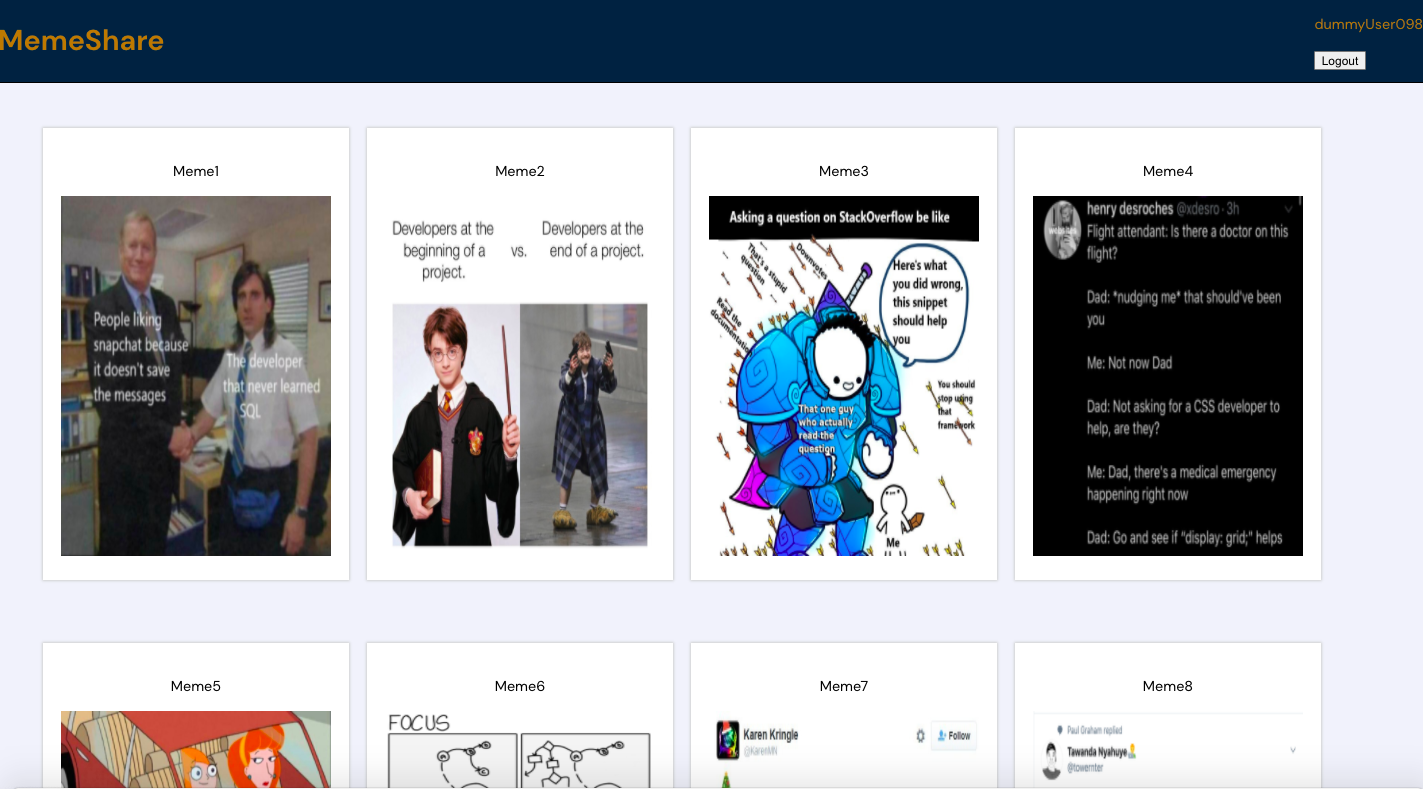 MemeShare
dummyUser098
Logout
Meme1
People liking
snapchat because
it doesn't save
the messages
The developer
that never learned
SQL
Meme2
Developers at the
beginning of a
project.
vs.
Developers at the
end of a project.
Meme3
Asking a question on StackOverflow be like
That's a stupid
question
Downvotes
Read the
documentation
Here's what
you did wrong,
this snippet
should help
you
You should
stop using
that
framework
That one guy
who actually
read the
question
Me
Meme4
henry desroches @xdesro · 3h
Flight attendant: Is there a doctor on this
flight?
Dad: *nudging me* that should've been
you
Me: Not now Dad
Dad: Not asking for a CSS developer to
help, are they?
Me: Dad, there's a medical emergency
happening right now
Dad: Go and see if "display: grid;" helps
Meme5
Meme6
FOCUS
Meme7
Karen Kringle
@KarenMN
Follow
Meme8
Paul Graham replied
Tawanda Nyahuye
@towernter